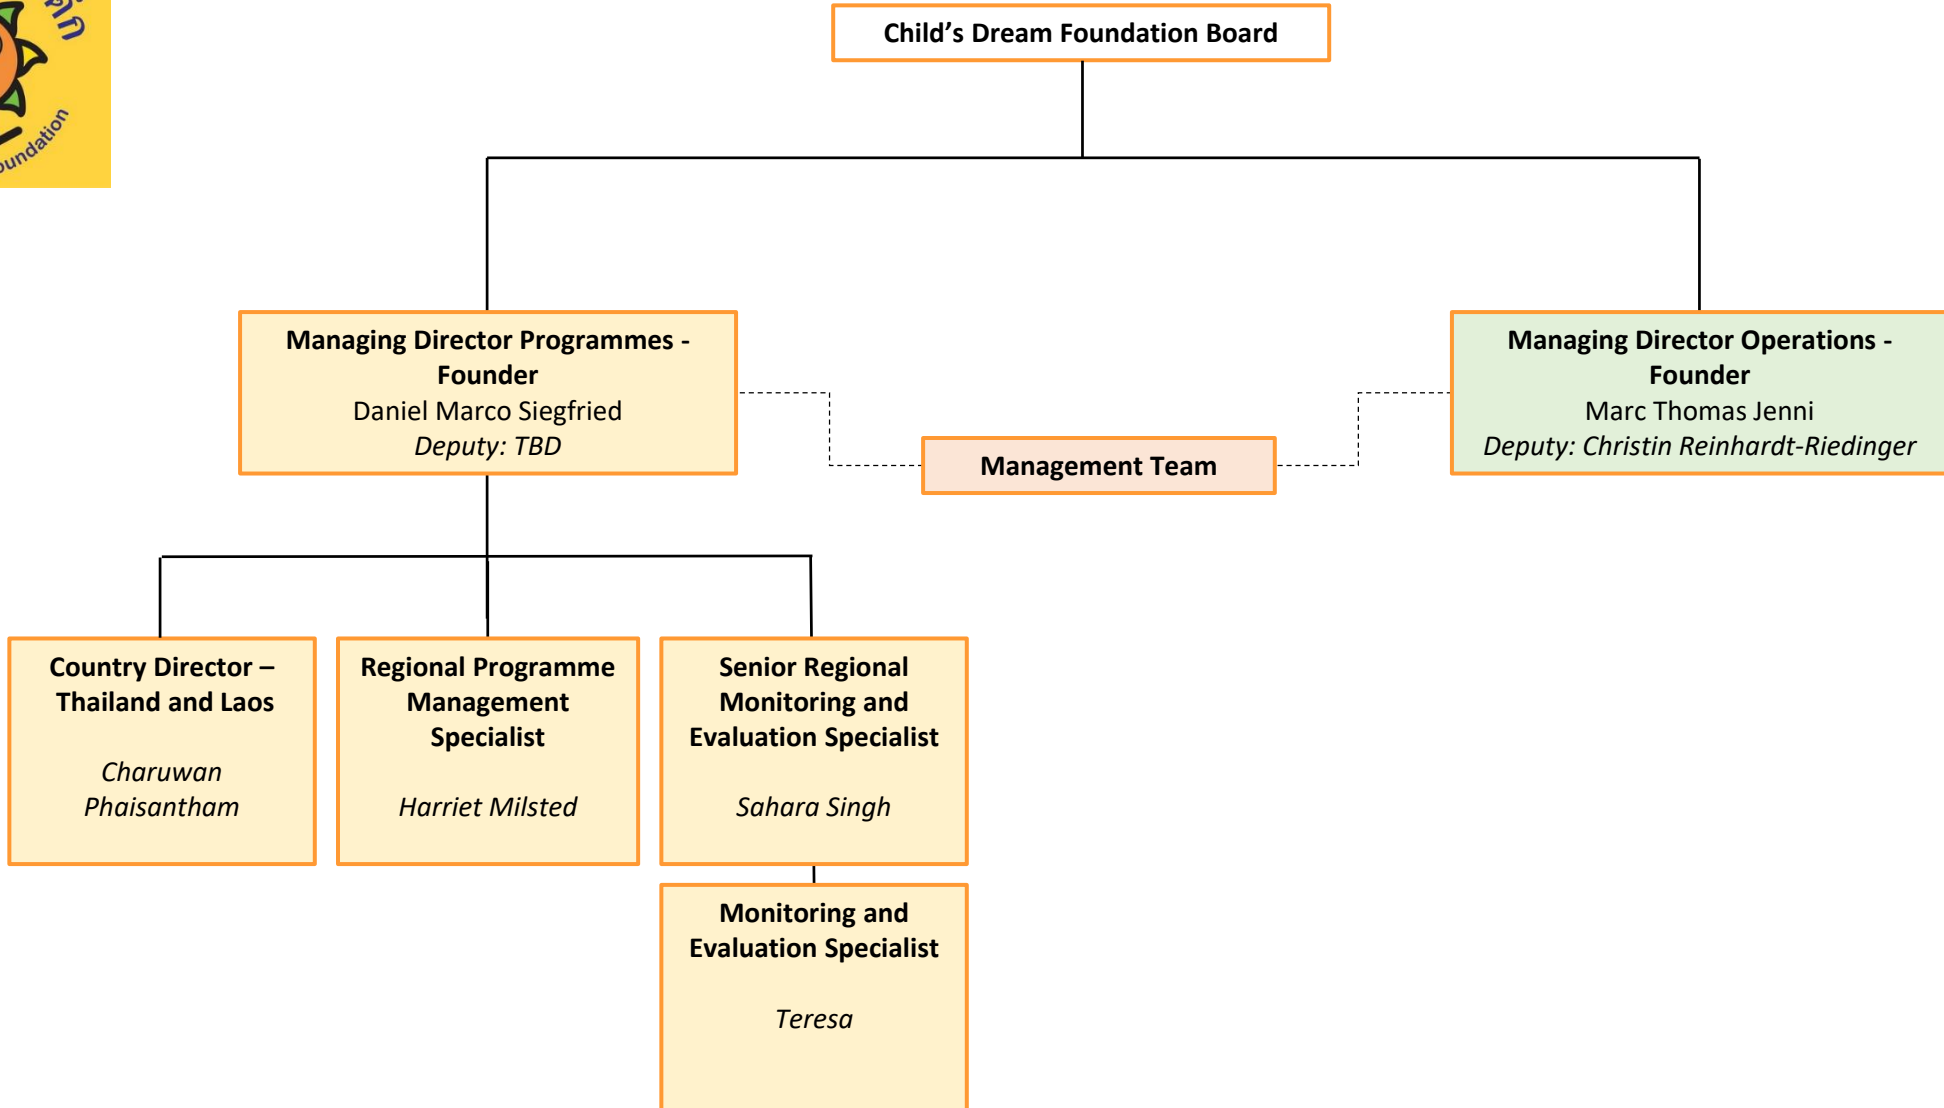 Foundation
Child’s Dream Foundation Board
Managing Director Programmes -
Founder
Daniel Marco Siegfried
Deputy: TBD
Management Team
Managing Director Operations -
Founder
Marc Thomas Jenni
Deputy: Christin Reinhardt-Riedinger
Country Director –
Thailand and Laos
Charuwan
Phaisantham
Regional Programme
Management
Specialist
Harriet Milsted
Senior Regional
Monitoring and
Evaluation Specialist
Sahara Singh
Monitoring and
Evaluation Specialist
Teresa